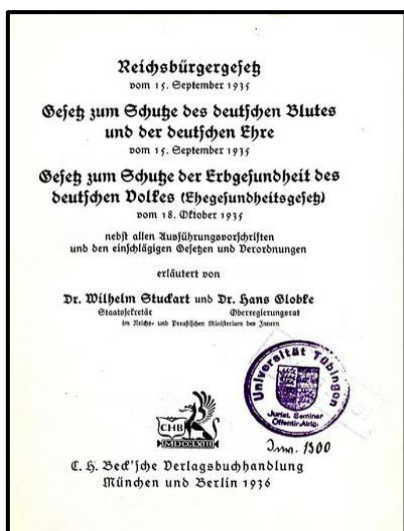 Reichsbürgergesetz
vom 15. September 1935
Gesetz zum Schutze des deutschen Blutes
und der deutschen Ehre
vom 15. September 1935
Gesetz zum Schutze der Erbgesundheit des
deutschen Volkes (Ehegesundheitsgesetz)
vom 18. Oktober 1935
nebst allen Ausführungsvorschriften
und den einschlägigen Gesetzen und Verordnungen
erläutert von
Dr. Wilhelm Stuckart und Dr. Hans Globke
Staatssekretär Oberregierungsrat
im Reichs- und Preußischen Ministerium des Innern
Universität Tübingen
Jurist. Seminar
Öffentl. Abtg.
CHB
MDCCLXIII
Inv. 1300
C. H. Beck'sche Verlagsbuchhandlung
München und Berlin 1936